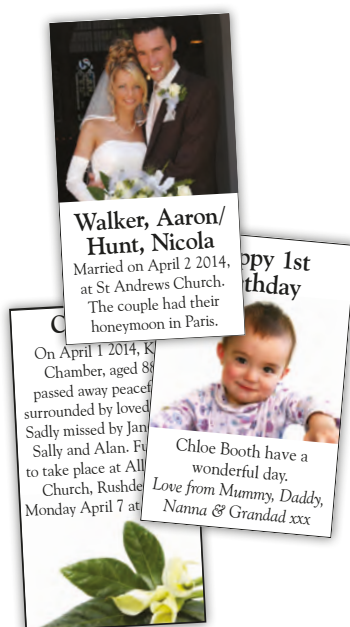 Walker, Aaron/
Hunt, Nicola
Married on April 2 2014,
at St Andrews Church.
The couple had their
honeymoon in Paris.
1st
Chloe Booth have a
wonderful day.
Love from Mummy, Daddy,
Nanna & Grandad xxx
On April 1 2014,
Chamber, aged
passed away
surrounded by loved
Sadly missed by
Sally and Alan.
to take place at
Church,
Monday April 7 at